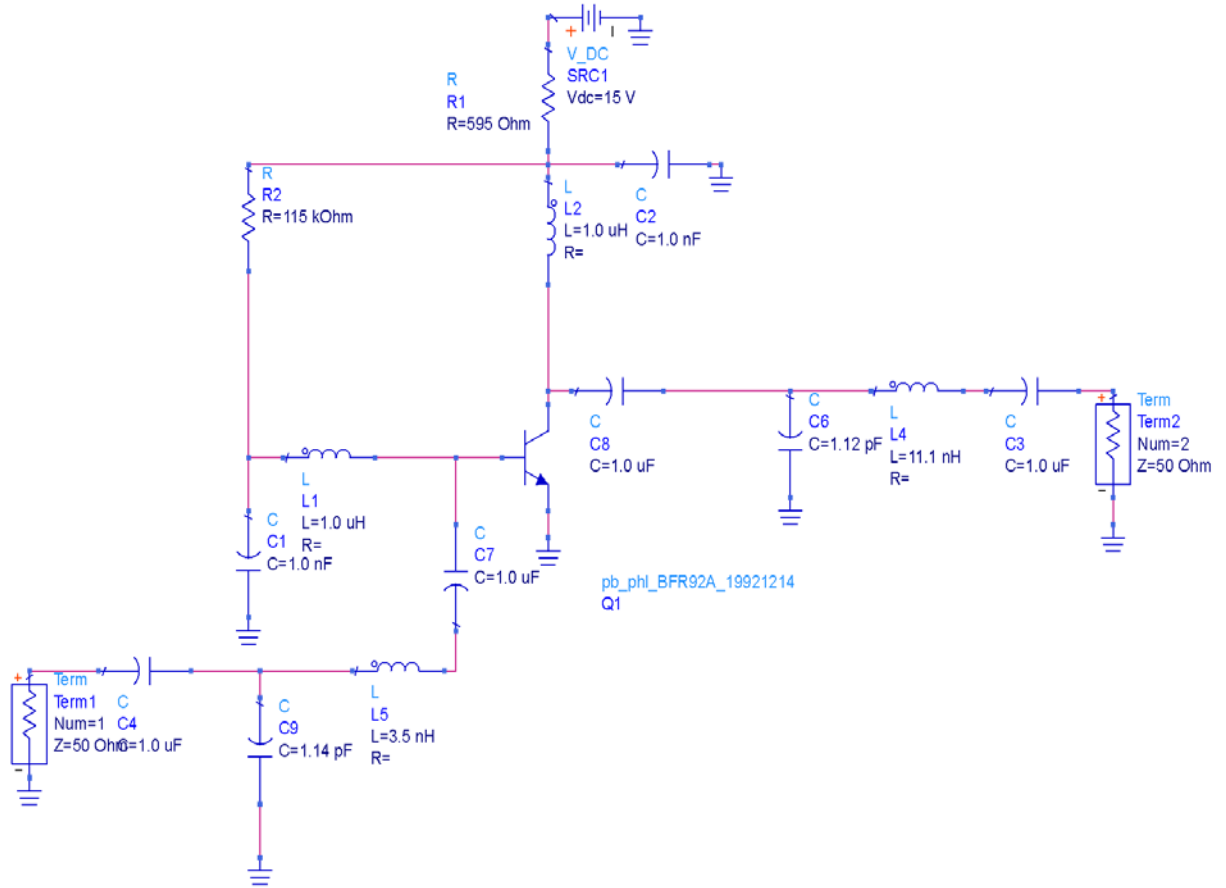 V_DC
SRC1
Vdc=15 V
R
R1
R=595 Ohm
R
R2
R=115 kOhm
L
L2
L=1.0 uH
R=
C
C2
C=1.0 nF
C
C8
C=1.0 uF
C
C6
C=1.12 pF
L
L4
L=11.1 nH
R=
C
C3
C=1.0 uF
Term
Term2
Num=2
Z=50 Ohm
L
L1
L=1.0 uH
R=
C
C1
C=1.0 nF
C
C7
C=1.0 uF
pb_phl_BFR92A_19921214
Q1
Term
Term1
Num=1
Z=50 Ohm
C
C4
C=1.0 uF
C
C9
C=1.14 pF
L
L5
L=3.5 nH
R=